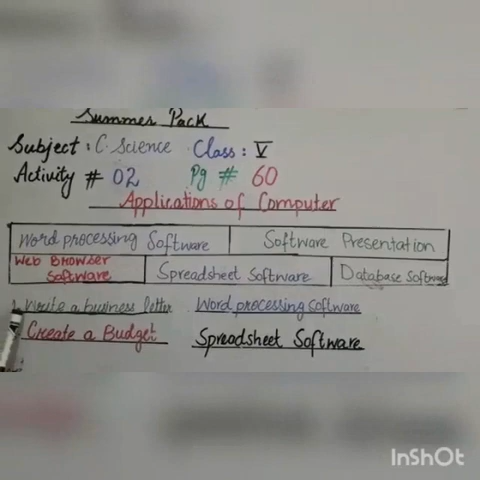 Summer Pack
Subject : C. Science Class : V
Activity # 02 Pg # 60
Applications of Computer
Word processing Software Software Presentation
Web Browser Software Spreadsheet Software Database Software
1. Write a business letter Word processing Software
Create a Budget Spreadsheet Software
InShOt